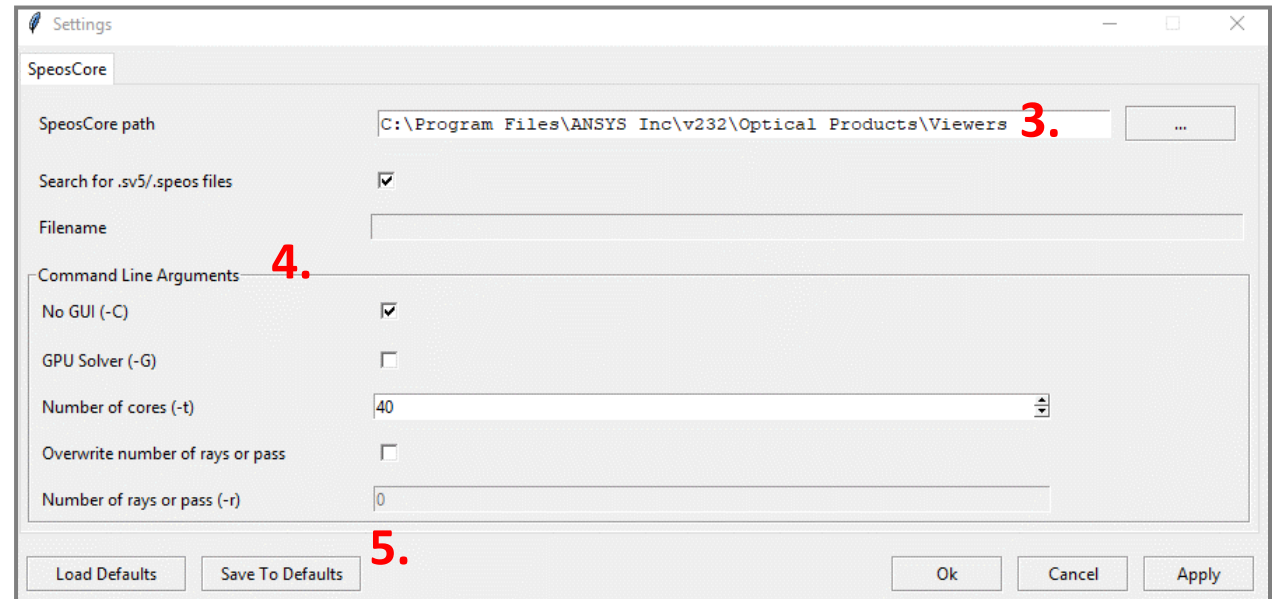 Settings
SpeosCore
SpeosCore path
C:\Program Files\ANSYS Inc\v232\Optical Products\Viewers 3. ...
Search for .sv5/.speos files
Filename
4.
Command Line Arguments
No GUI (-C)
GPU Solver (-G)
Number of cores (-t) 40
Overwrite number of rays or pass
Number of rays or pass (-r) 0
5.
Load Defaults Save To Defaults Ok Cancel Apply